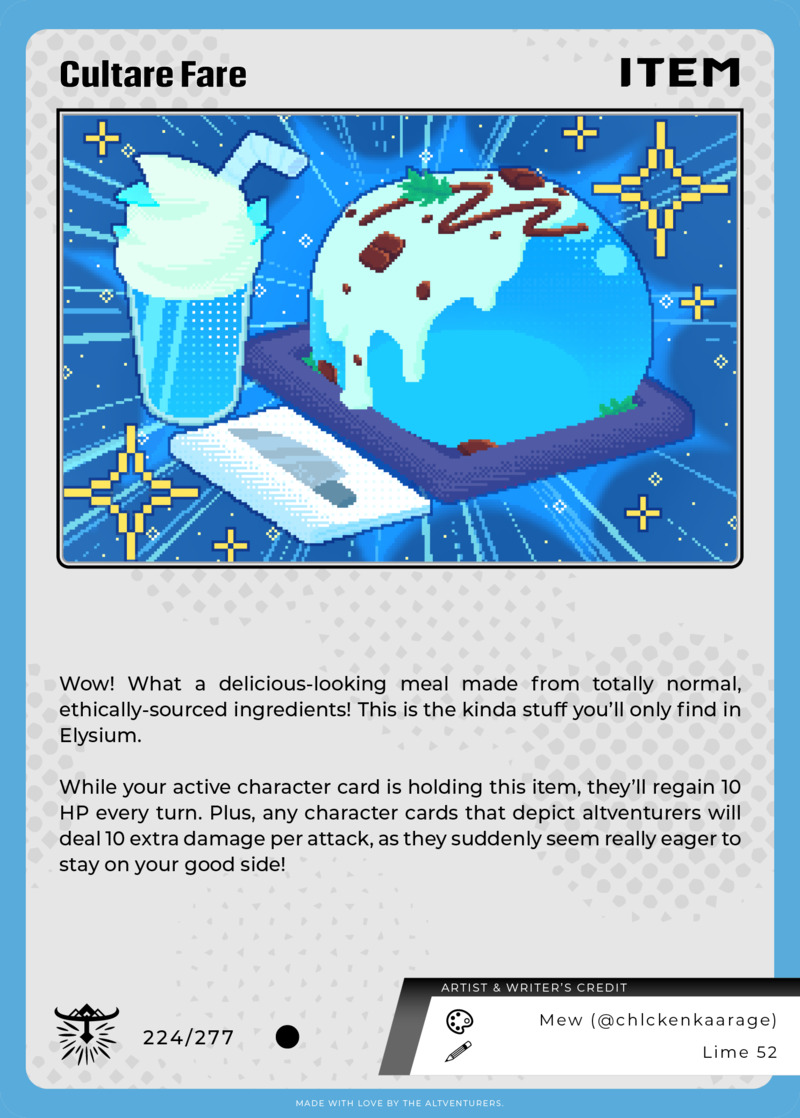 Cultare Fare
ITEM
Wow! What a delicious-looking meal made from totally normal,
ethically-sourced ingredients! This is the kinda stuff you’ll only find in
Elysium.
While your active character card is holding this item, they’ll regain 10
HP every turn. Plus, any character cards that depict altventurers will
deal 10 extra damage per attack, as they suddenly seem really eager to
stay on your good side!
ARTIST & WRITER’S CREDIT
224/277
Mew (@chlckenkaarage)
Lime 52
MADE WITH LOVE BY THE ALTVENTURERS.